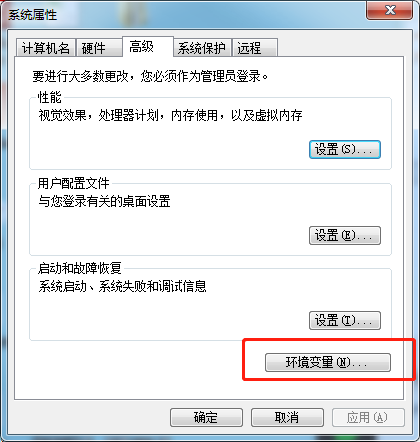 系统属性
计算机名 硬件 高级 系统保护 远程
要进行大多数更改，您必须作为管理员登录。
性能
视觉效果，处理器计划，内存使用，以及虚拟内存
设置(S)...
用户配置文件
与您登录有关的桌面设置
设置(E)...
启动和故障恢复
系统启动、系统失败和调试信息
设置(T)...
环境变量(N)...
确定 取消 应用(A)